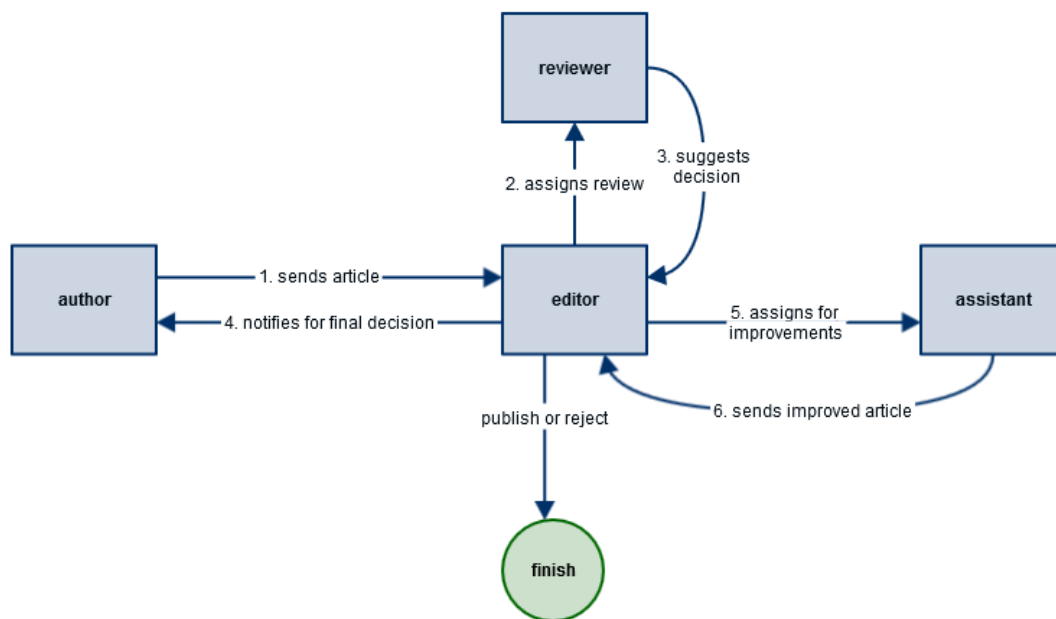 reviewer
3. suggests
decision
2. assigns review
author
1. sends article
4. notifies for final decision
editor
5. assigns for
improvements
assistant
6. sends improved article
publish or reject
finish